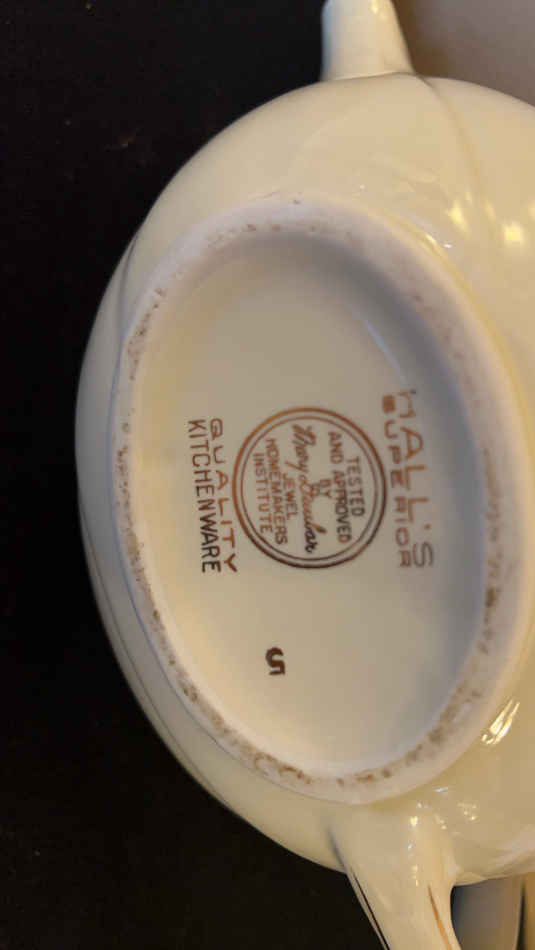 HALL'S
SUPERIOR
TESTED
AND APPROVED
BY
Mary Dunbar
JEWEL
HOMEMAKERS
INSTITUTE
QUALITY
KITCHENWARE
5